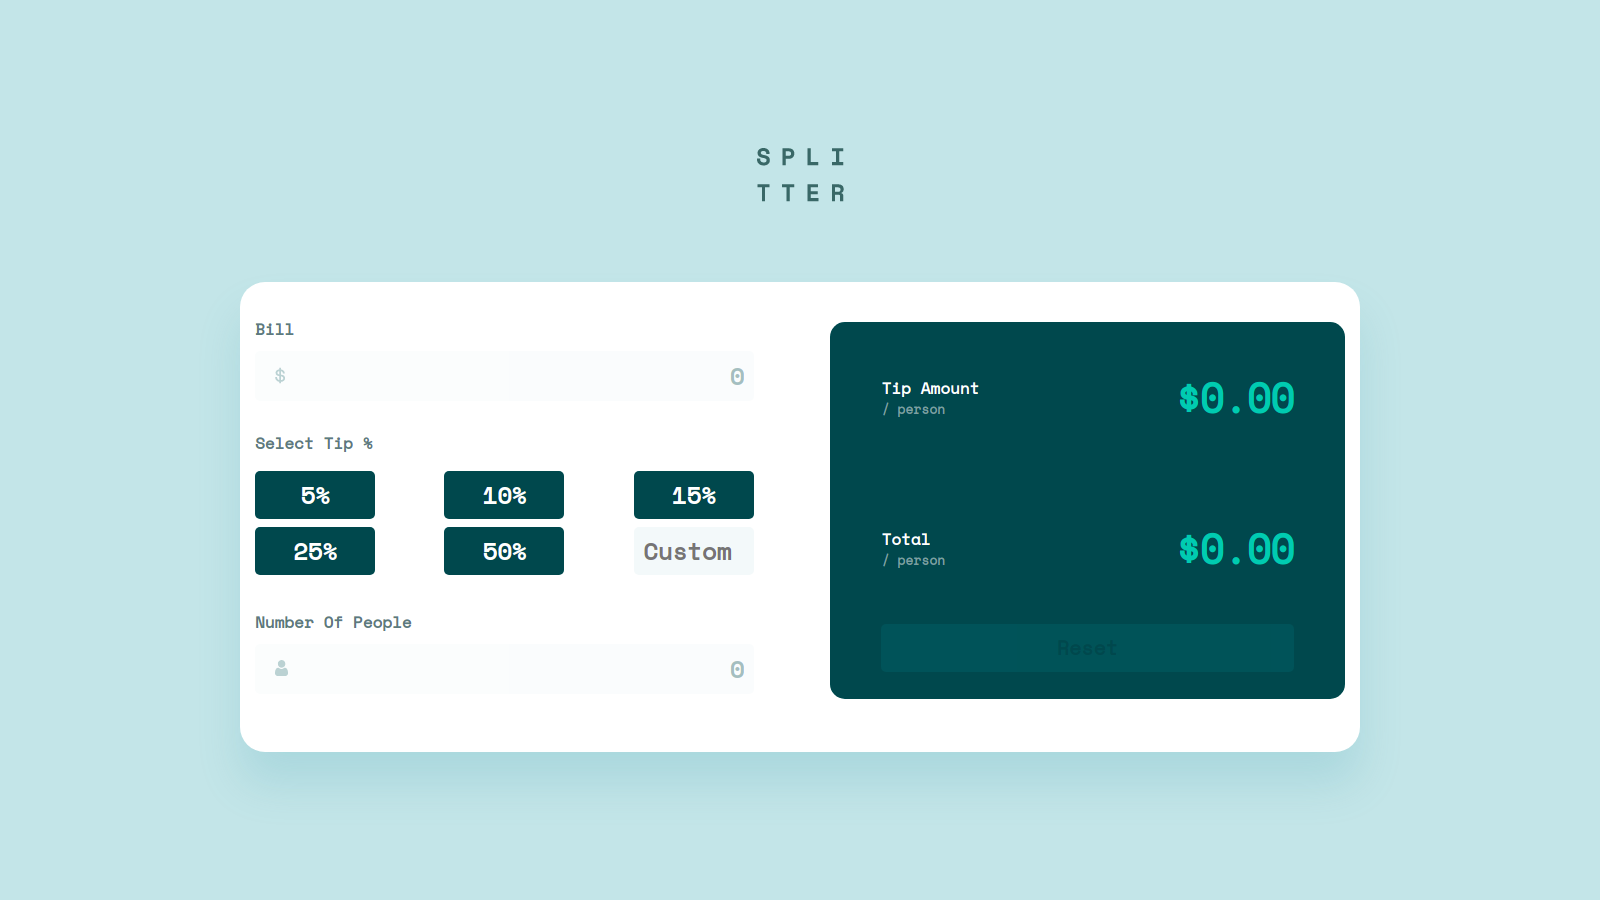 SPLI
TTER
Bill
$ 0
Select Tip %
5% 10% 15%
25% 50% Custom
Number Of People
0
Tip Amount
/ person
$0.00
Total
/ person
$0.00
Reset